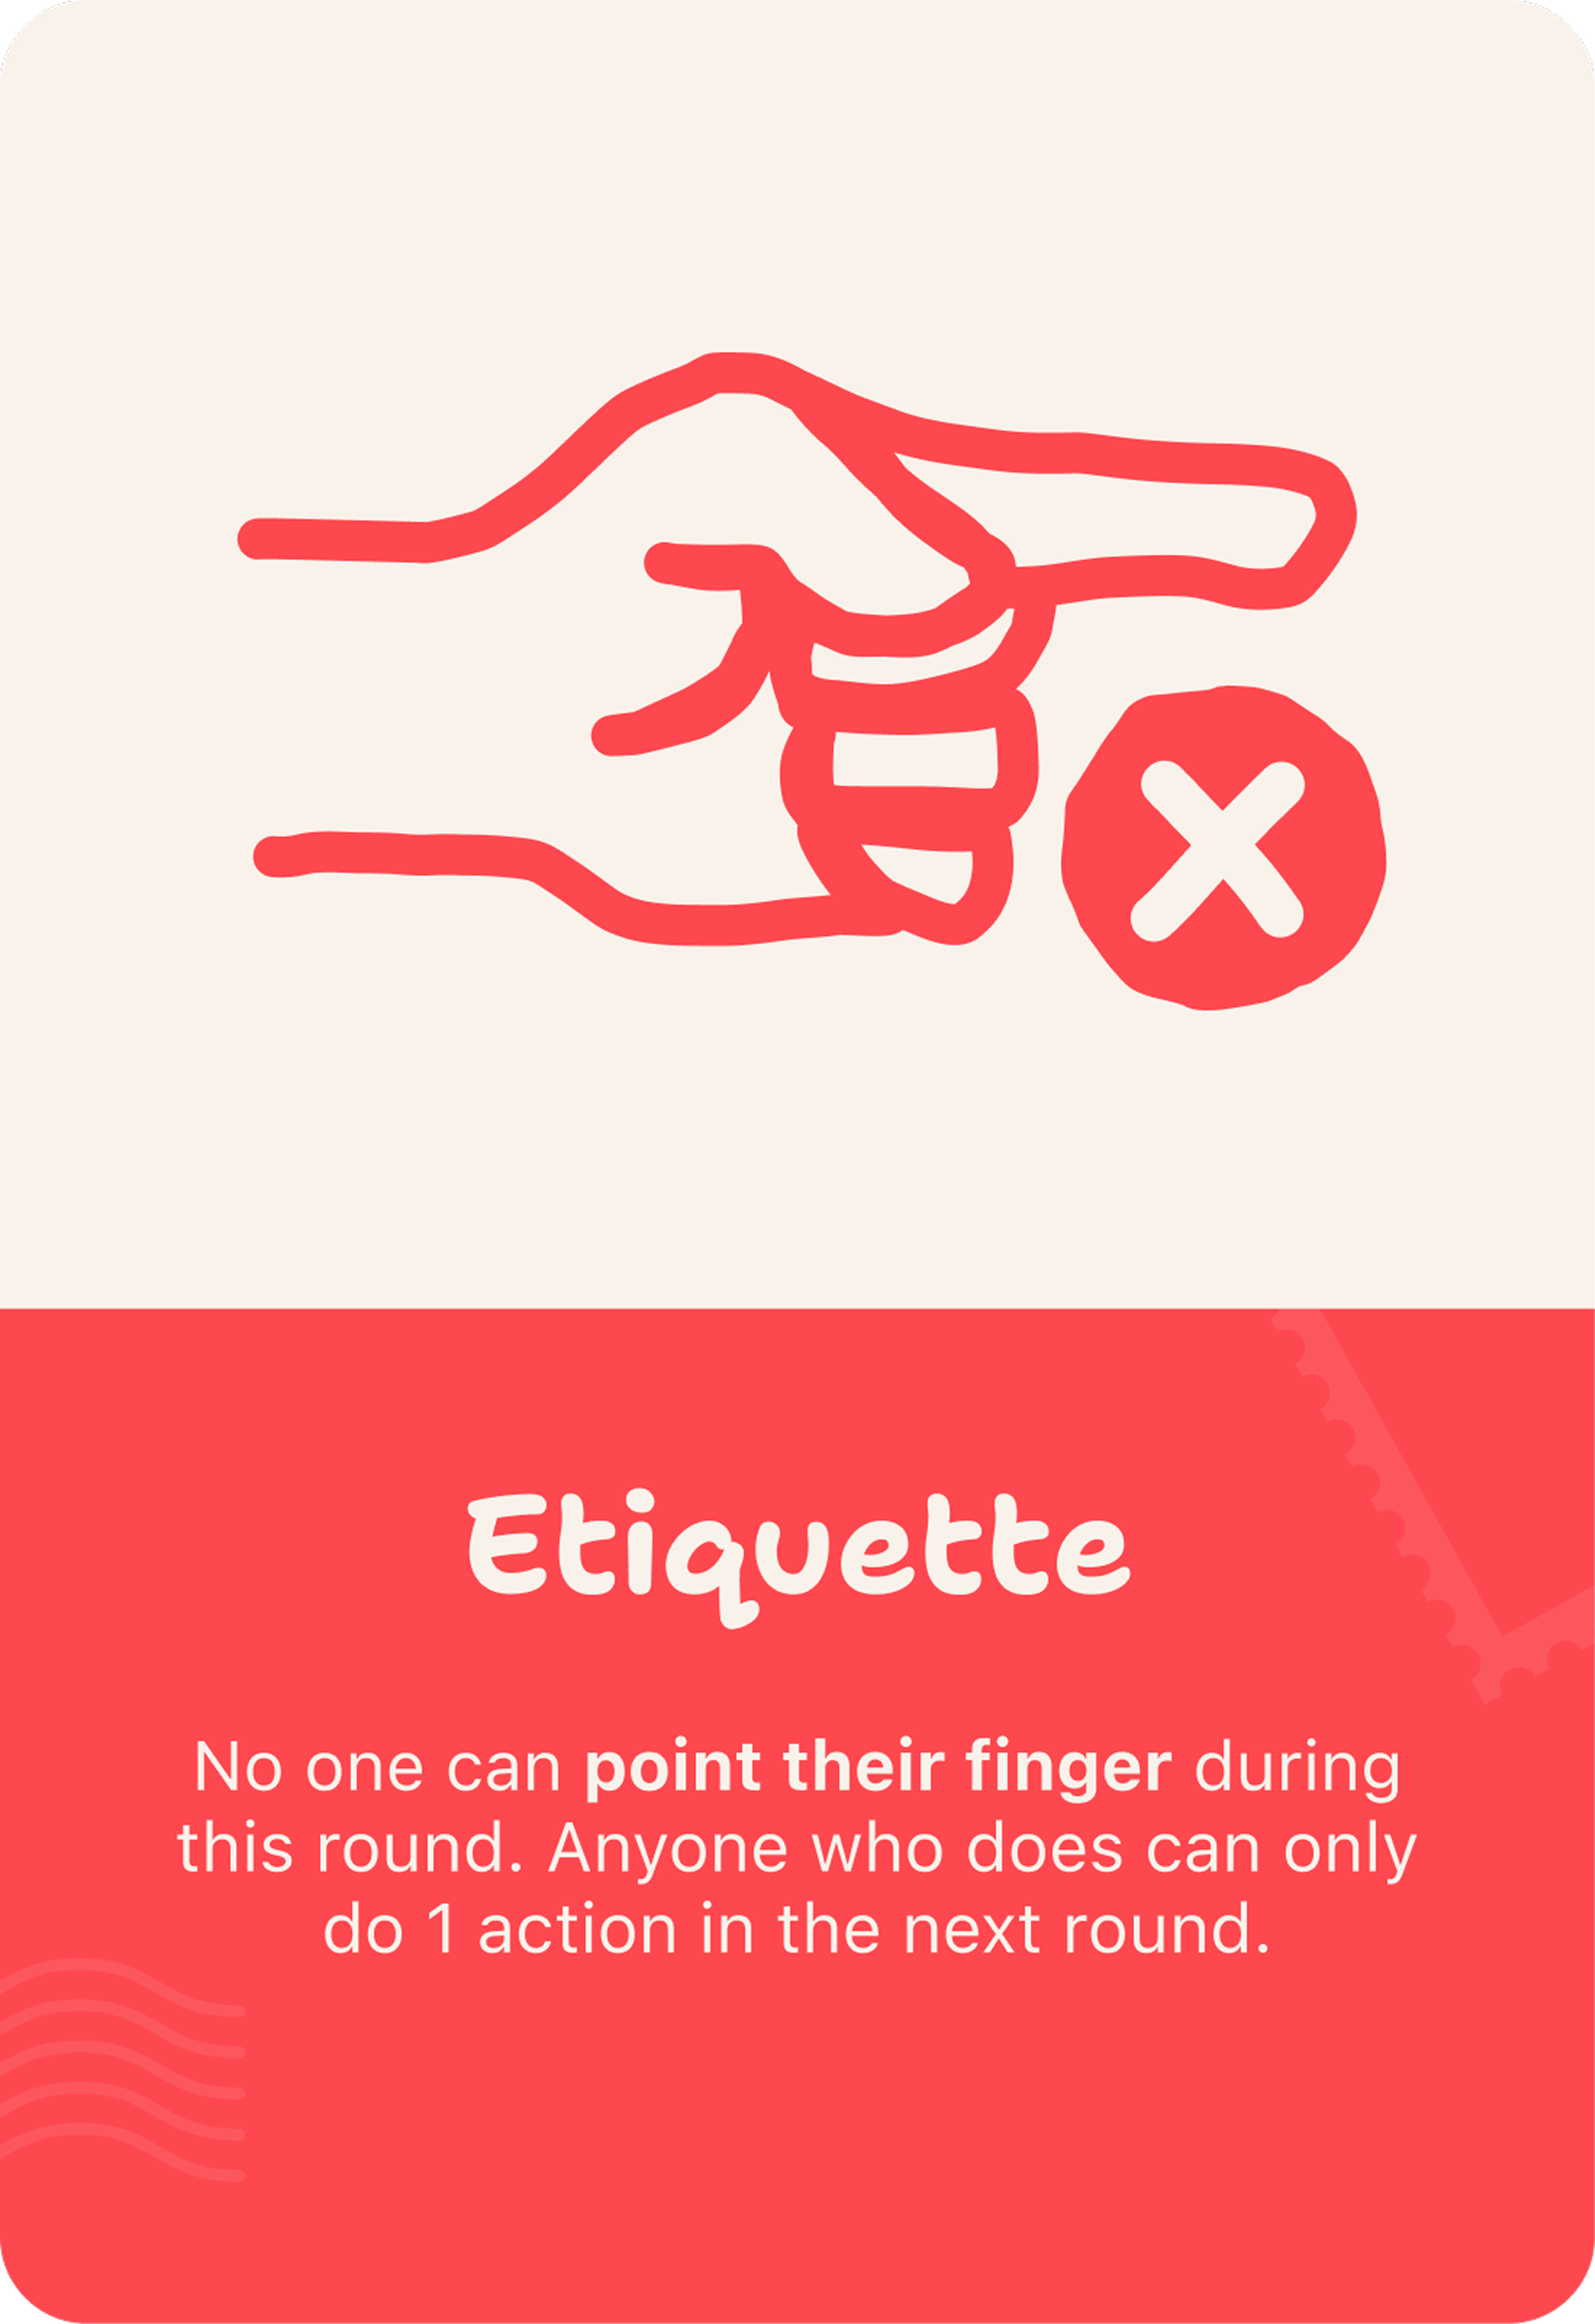 Etiquette
No one can point their finger during
this round. Anyone who does can only
do 1 action in the next round.